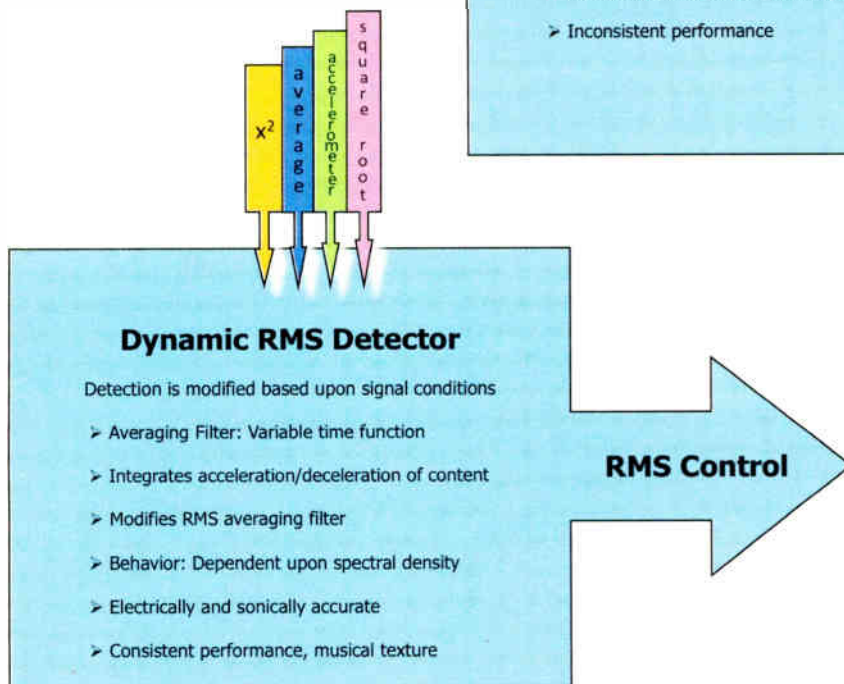 ➢ Inconsistent performance
x²
average
accelerometer
square root
Dynamic RMS Detector
Detection is modified based upon signal conditions
➢ Averaging Filter: Variable time function
➢ Integrates acceleration/deceleration of content
➢ Modifies RMS averaging filter
➢ Behavior: Dependent upon spectral density
➢ Electrically and sonically accurate
➢ Consistent performance, musical texture
RMS Control